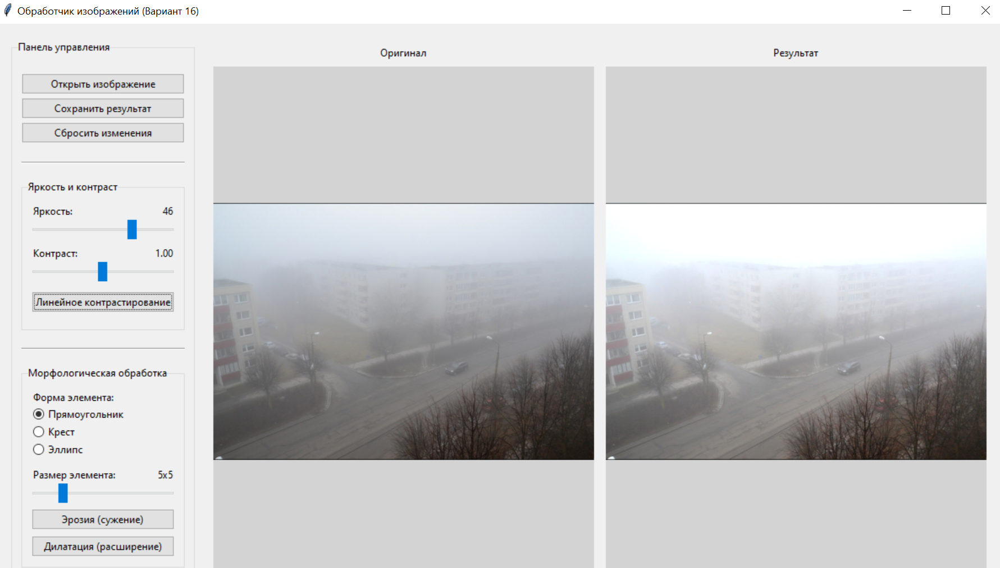 Обработчик изображений (Вариант 16)
Панель управления
Открыть изображение
Сохранить результат
Сбросить изменения
Яркость и контраст
Яркость: 46
Контраст: 1.00
Линейное контрастирование
Морфологическая обработка
Форма элемента:
Прямоугольник
Крест
Эллипс
Размер элемента: 5x5
Эрозия (сужение)
Дилатация (расширение)
Оригинал
Результат